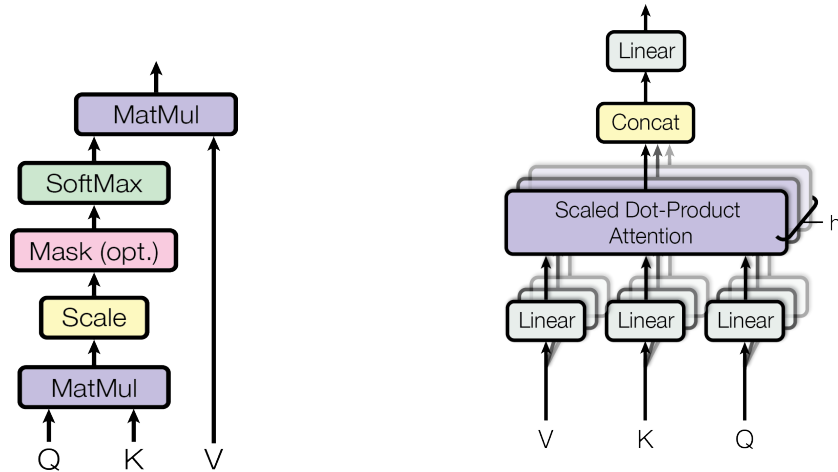 MatMul
SoftMax
Mask (opt.)
Scale
MatMul
Q K V
Linear
Concat
Scaled Dot-Product
Attention
h
Linear Linear Linear
V K Q